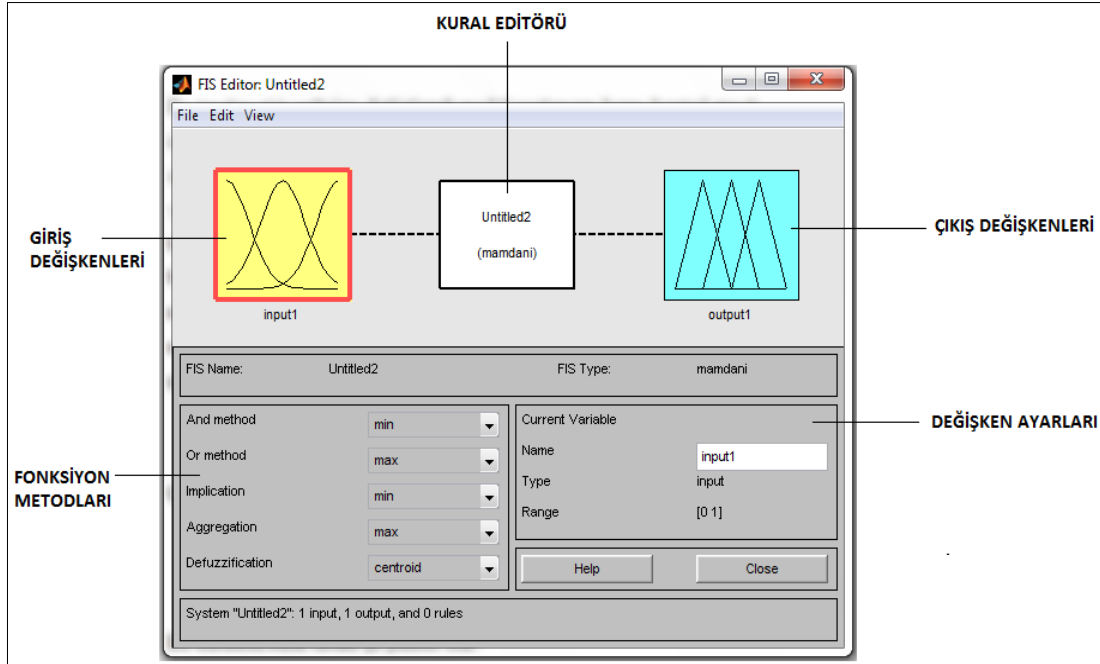 KURAL EDİTÖRÜ
FIS Editor: Untitled2
File Edit View
Untitled2
(mamdani)
GİRİŞ
DEĞİŞKENLERİ
ÇIKIŞ DEĞİŞKENLERİ
input1
output1
FIS Name: Untitled2 FIS Type: mamdani
And method min
Or method max
Implication min
Aggregation max
Defuzzification centroid
FONKSİYON
METODLARI
Current Variable
Name input1
Type input
Range [0 1]
DEĞİŞKEN AYARLARI
Help Close
System "Untitled2": 1 input, 1 output, and 0 rules